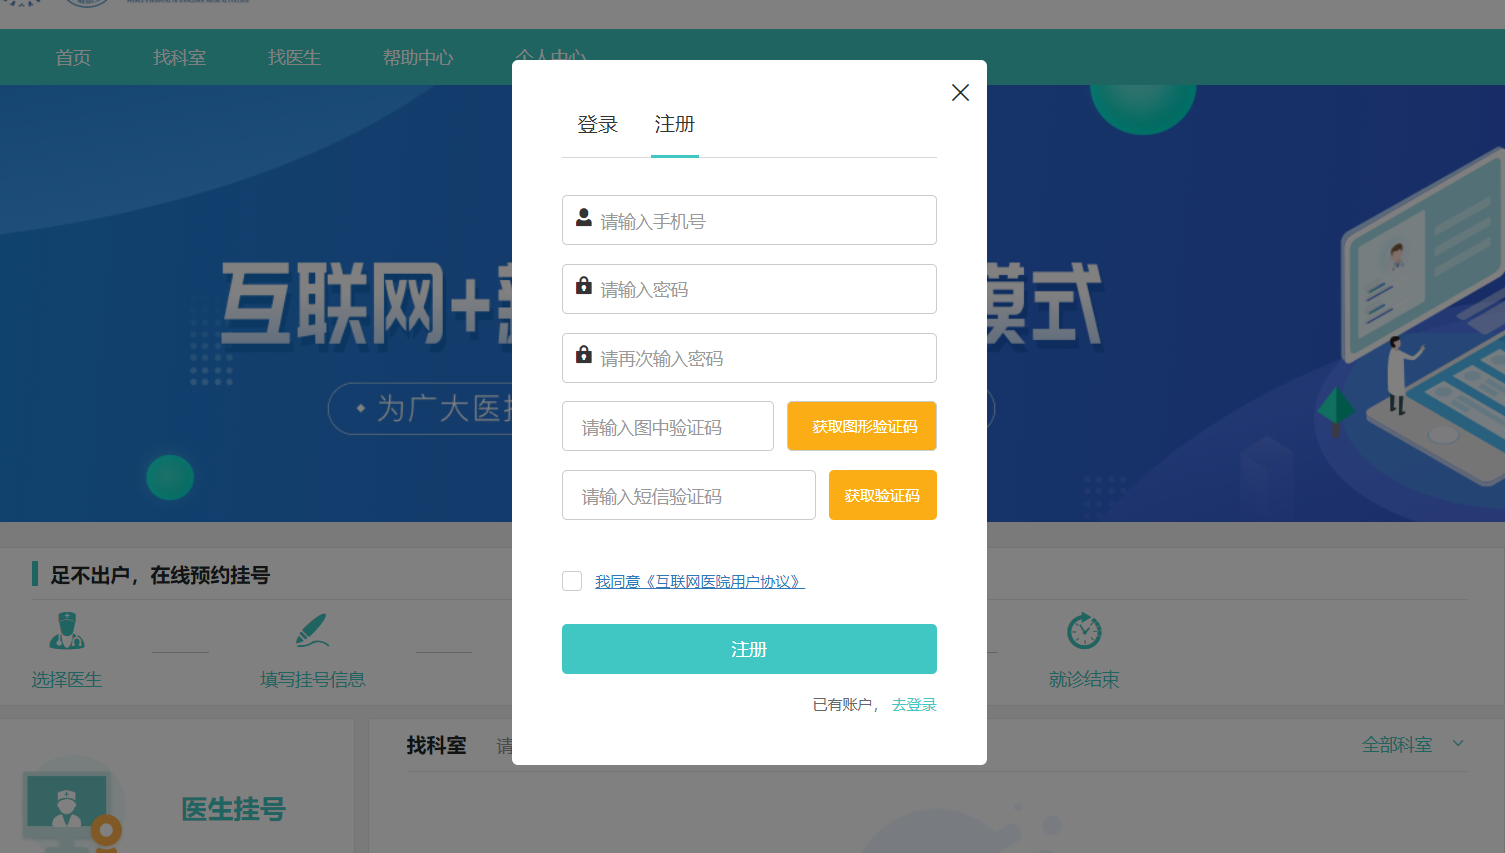 首页 找科室 找医生 帮助中心 个人中心
登录 注册
请输入手机号
请输入密码
请再次输入密码
请输入图中验证码 获取图形验证码
请输入短信验证码 获取验证码
我同意《互联网医院用户协议》
注册
已有账户， 去登录
互联网+ 模式
为广大医
足不出户，在线预约挂号
选择医生 填写挂号信息 就诊结束
医生挂号
找科室 请 全部科室